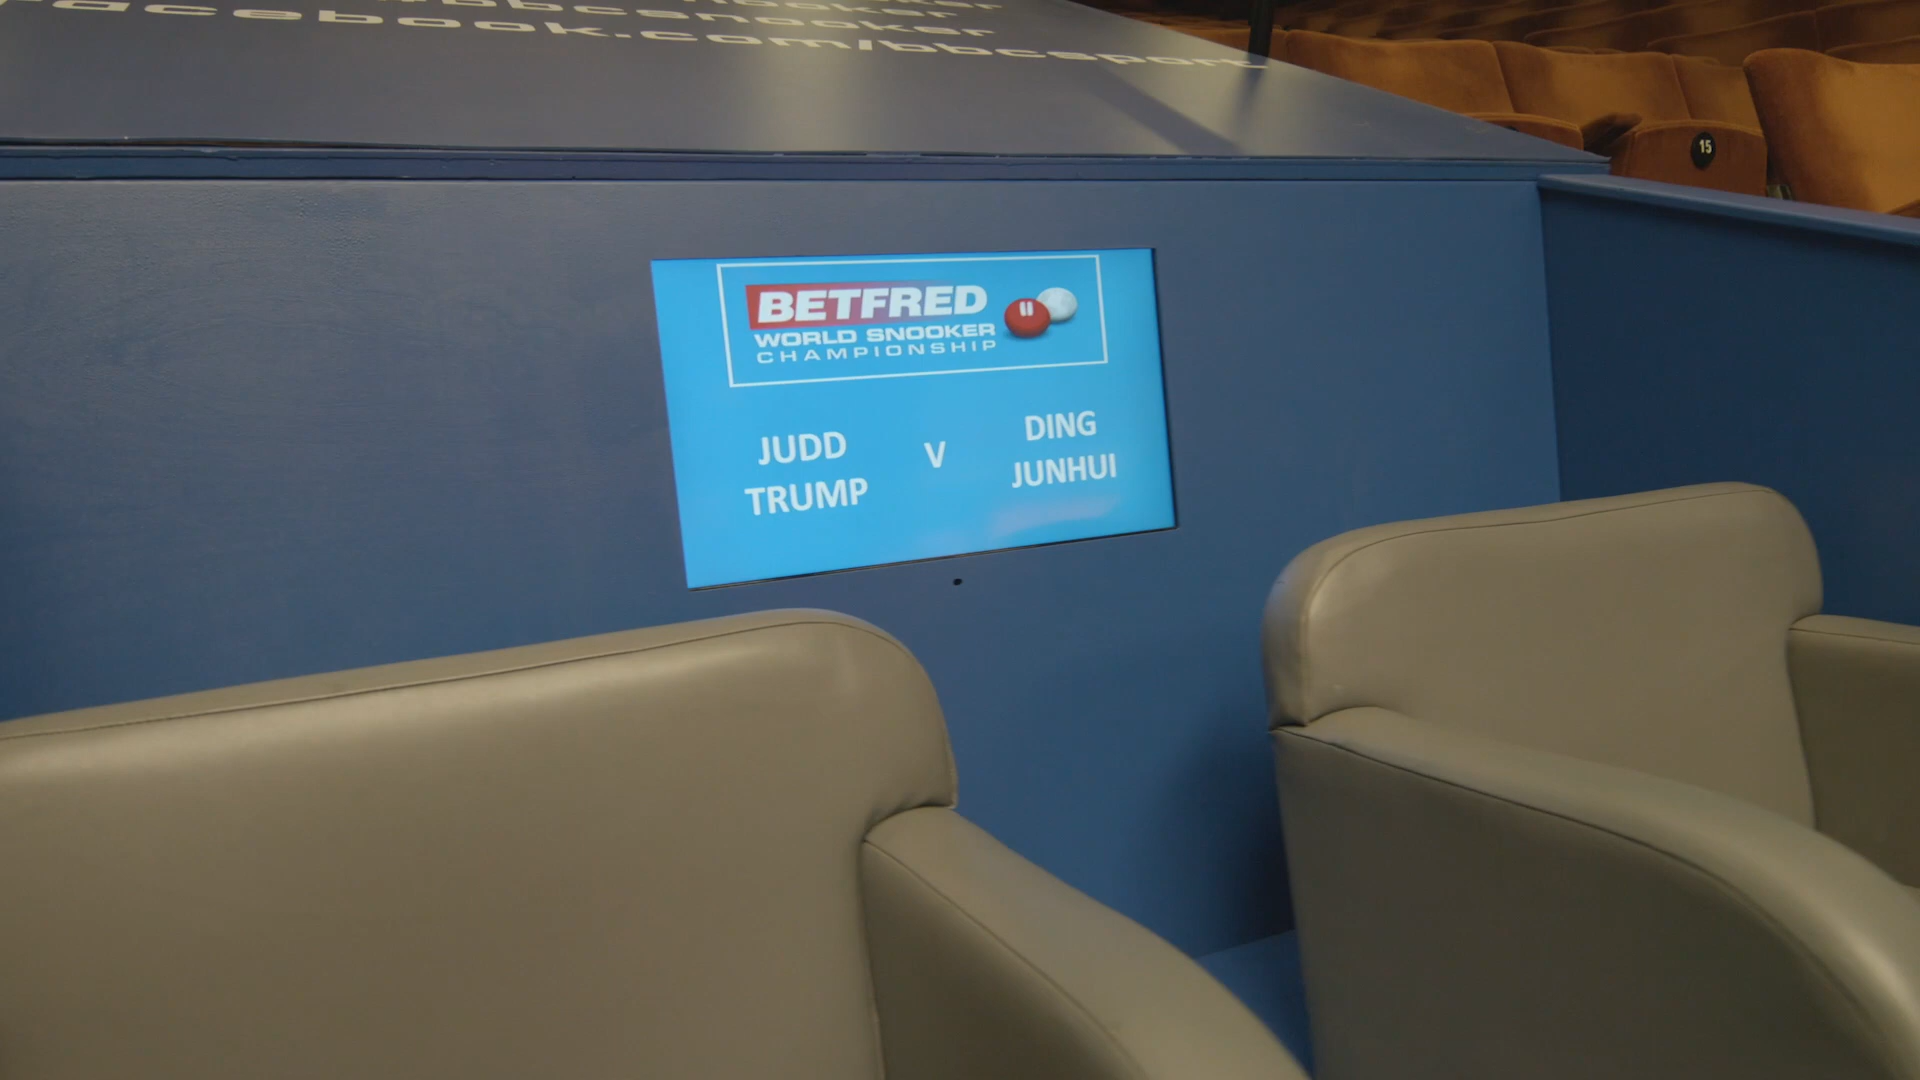 facebook.com/bbcsport
15
BETFRED
WORLD SNOOKER
CHAMPIONSHIP
JUDD
TRUMP
V
DING
JUNHUI